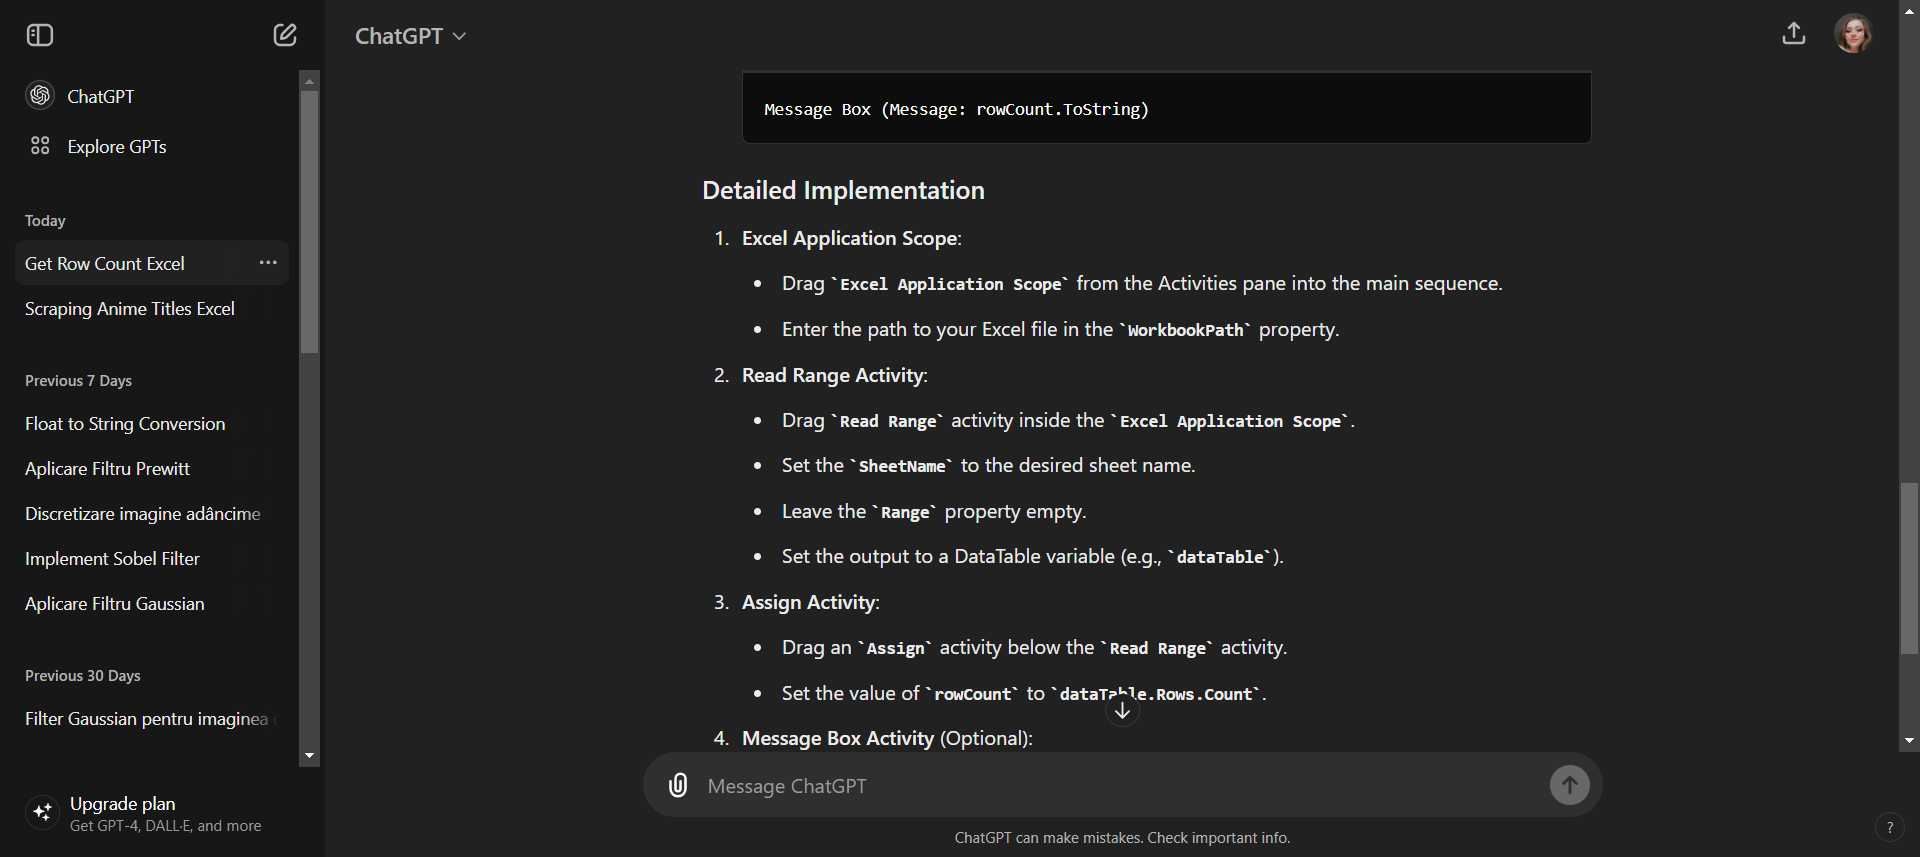 ChatGPT
Explore GPTs
Today
Get Row Count Excel
Scraping Anime Titles Excel
Previous 7 Days
Float to String Conversion
Aplicare Filtru Prewitt
Discretizare imagine adâncime
Implement Sobel Filter
Aplicare Filtru Gaussian
Previous 30 Days
Filter Gaussian pentru imaginea
Upgrade plan
Get GPT-4, DALL·E, and more
ChatGPT
Message Box (Message: rowCount.ToString)
Detailed Implementation
1. Excel Application Scope:
• Drag `Excel Application Scope` from the Activities pane into the main sequence.
• Enter the path to your Excel file in the `WorkbookPath` property.
2. Read Range Activity:
• Drag `Read Range` activity inside the `Excel Application Scope`.
• Set the `SheetName` to the desired sheet name.
• Leave the `Range` property empty.
• Set the output to a DataTable variable (e.g., `dataTable`).
3. Assign Activity:
• Drag an `Assign` activity below the `Read Range` activity.
• Set the value of `rowCount` to `dataTable.Rows.Count`.
4. Message Box Activity (Optional):
Message ChatGPT
ChatGPT can make mistakes. Check important info.
?